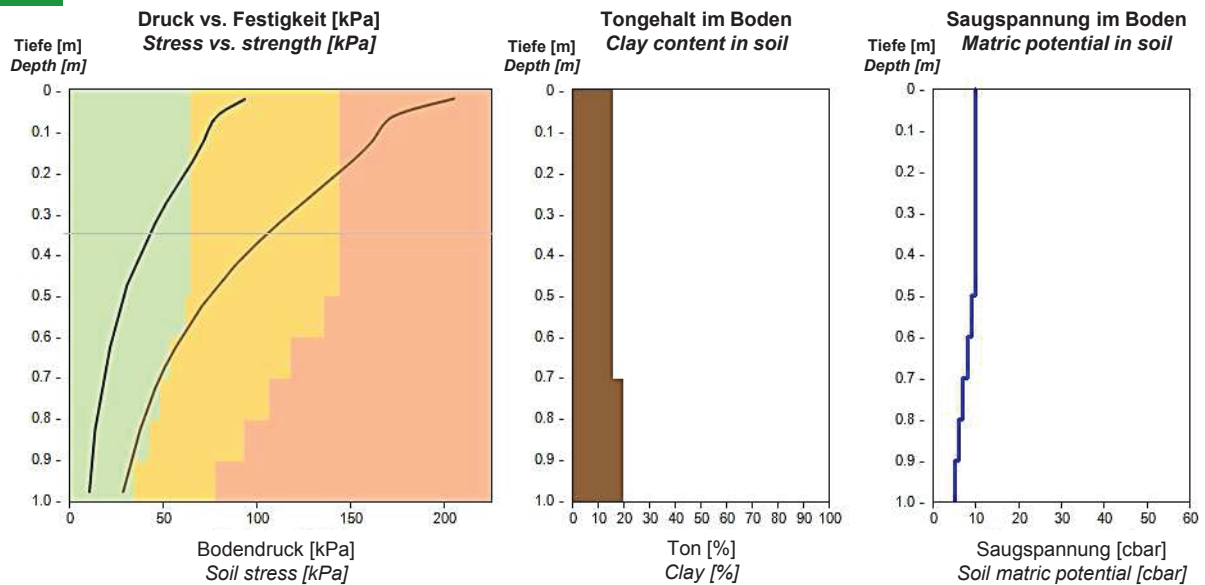 Druck vs. Festigkeit [kPa]
Stress vs. strength [kPa]
Tiefe [m]
Depth [m]
0 -
0.1 -
0.2 -
0.3 -
0.4 -
0.5 -
0.6 -
0.7 -
0.8 -
0.9 -
1.0 -
0 50 100 150 200
Bodendruck [kPa]
Soil stress [kPa]
Tongehalt im Boden
Clay content in soil
Tiefe [m]
Depth [m]
0 -
0.1 -
0.2 -
0.3 -
0.4 -
0.5 -
0.6 -
0.7 -
0.8 -
0.9 -
1.0 -
0 10 20 30 40 50 60 70 80 90 100
Ton [%]
Clay [%]
Saugspannung im Boden
Matric potential in soil
Tiefe [m]
Depth [m]
0 -
0.1 -
0.2 -
0.3 -
0.4 -
0.5 -
0.6 -
0.7 -
0.8 -
0.9 -
1.0 -
0 10 20 30 40 50 60
Saugspannung [cbar]
Soil matric potential [cbar]